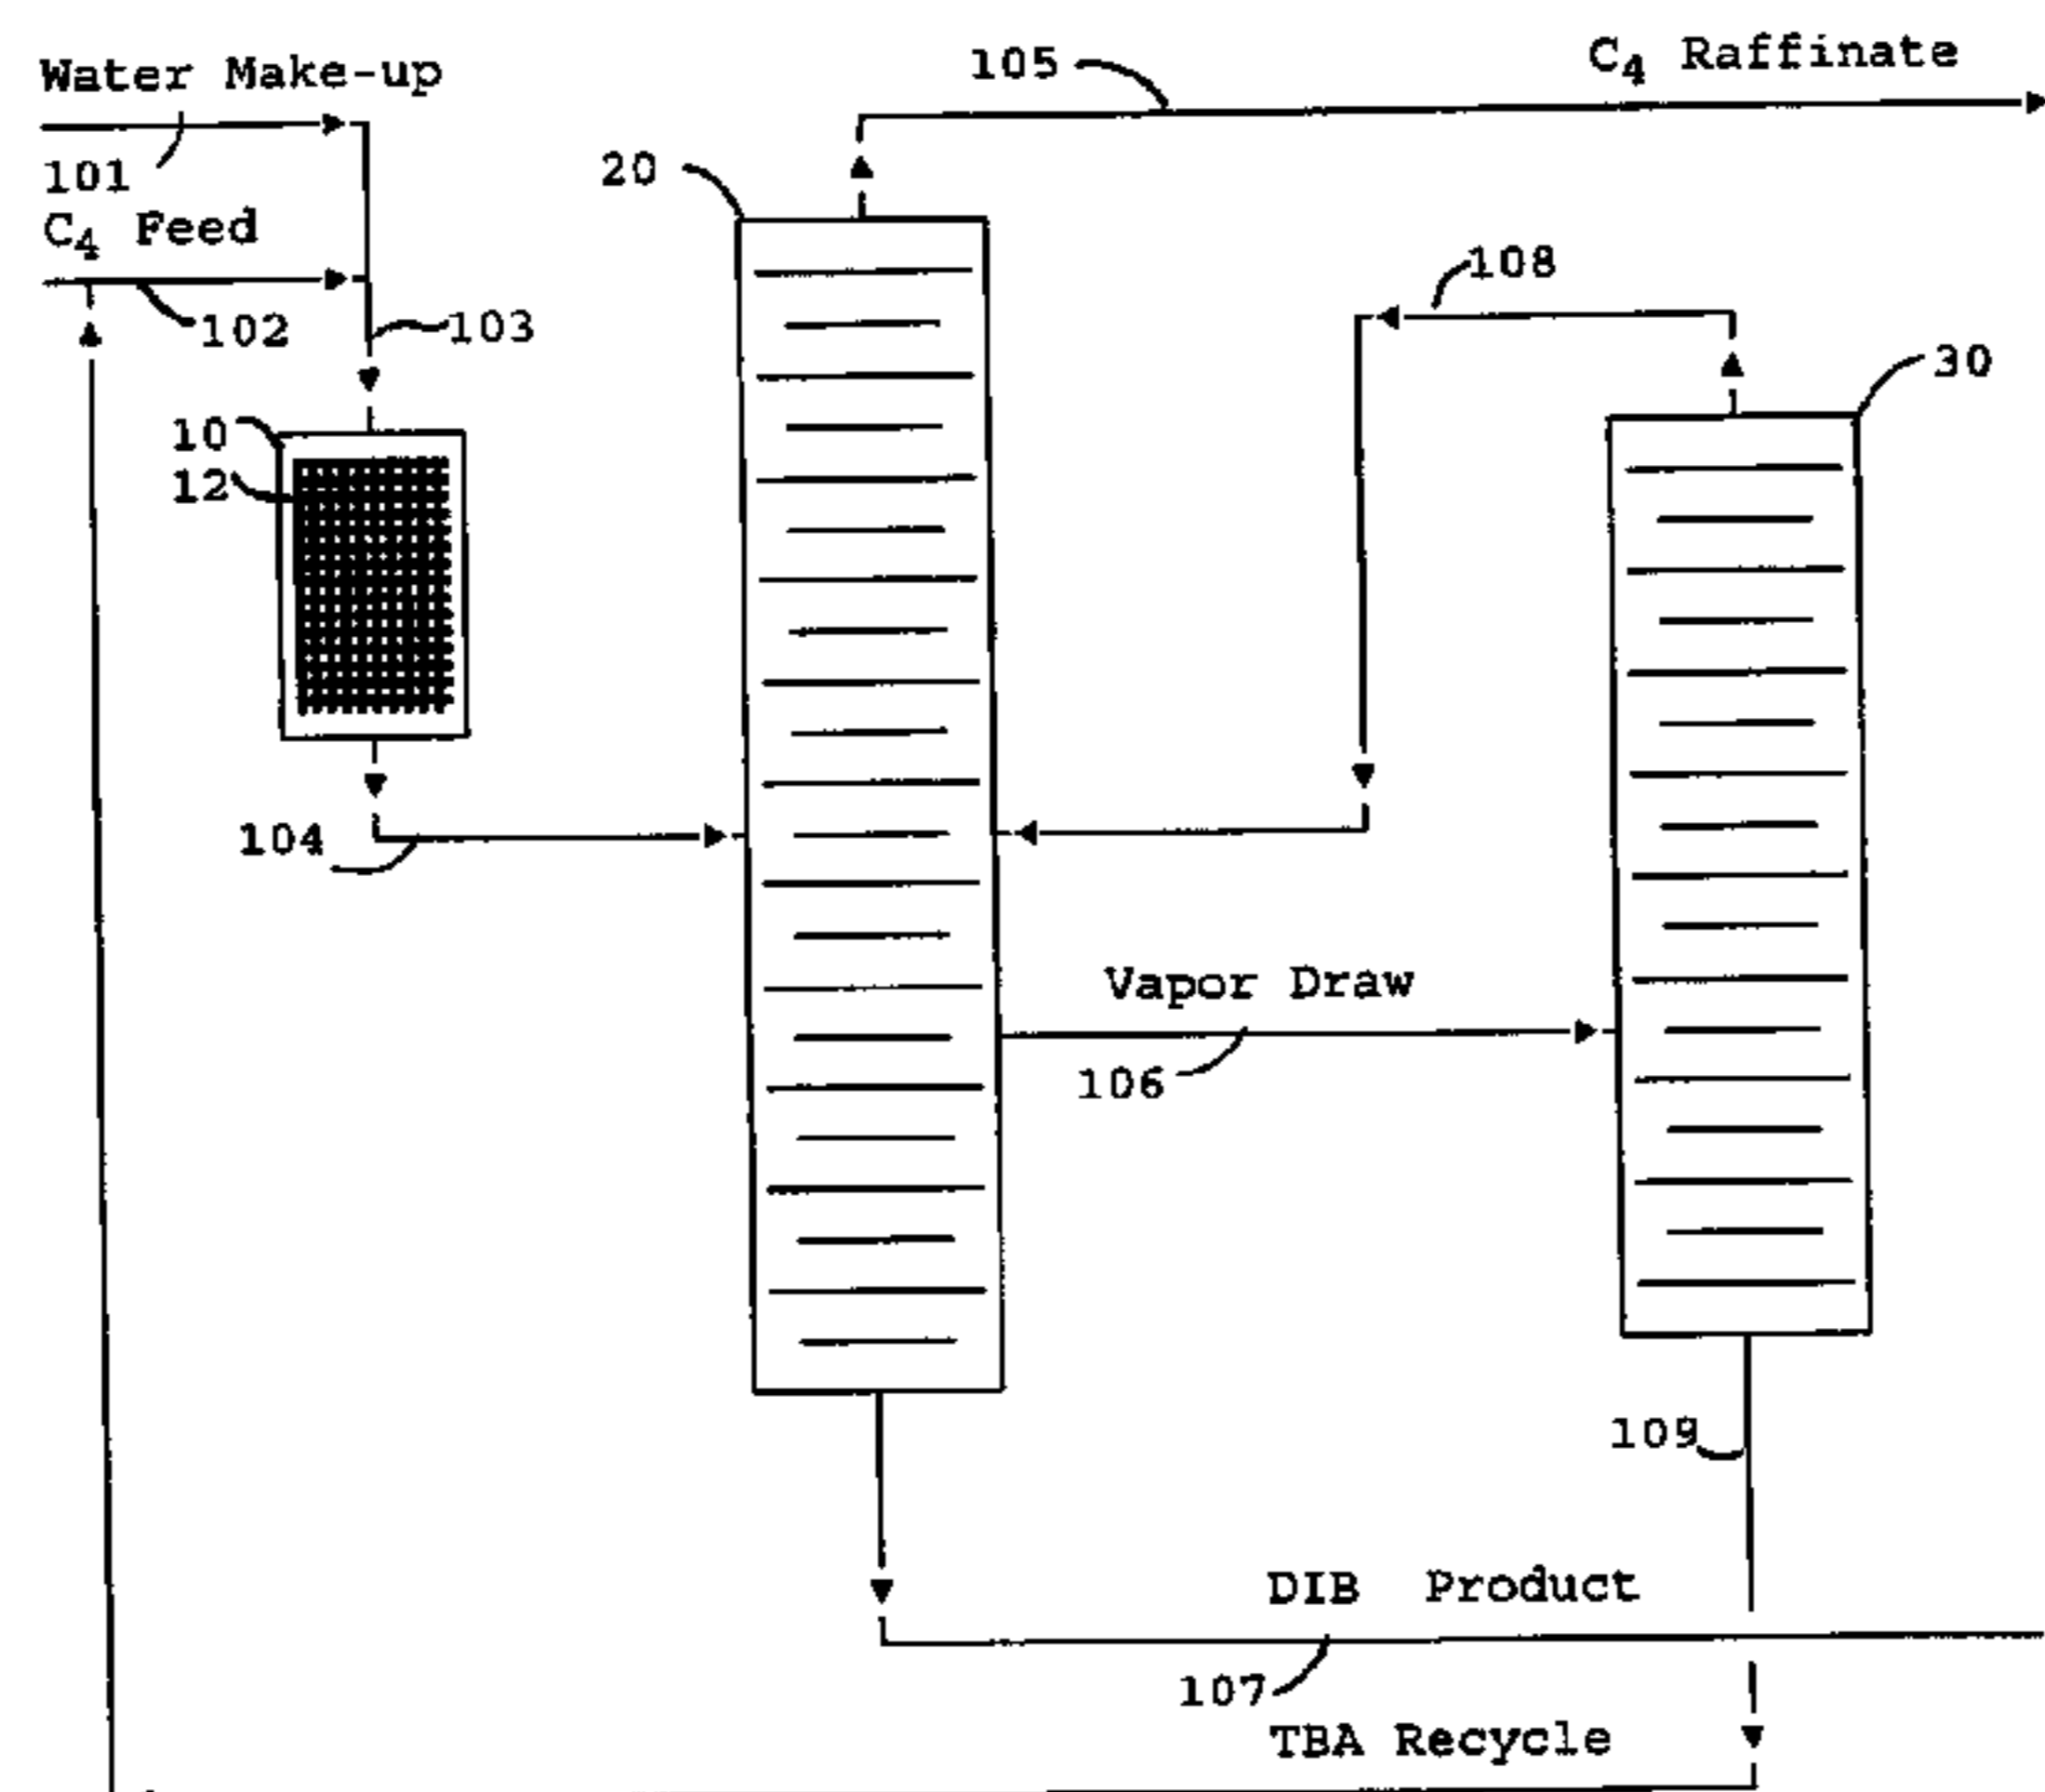 105
C4 Raffinate
Water Make-up
101
20
C4 Feed
108
102
103
30
10
12
104
Vapor Draw
106
109
DIB Product
107
TBA Recycle